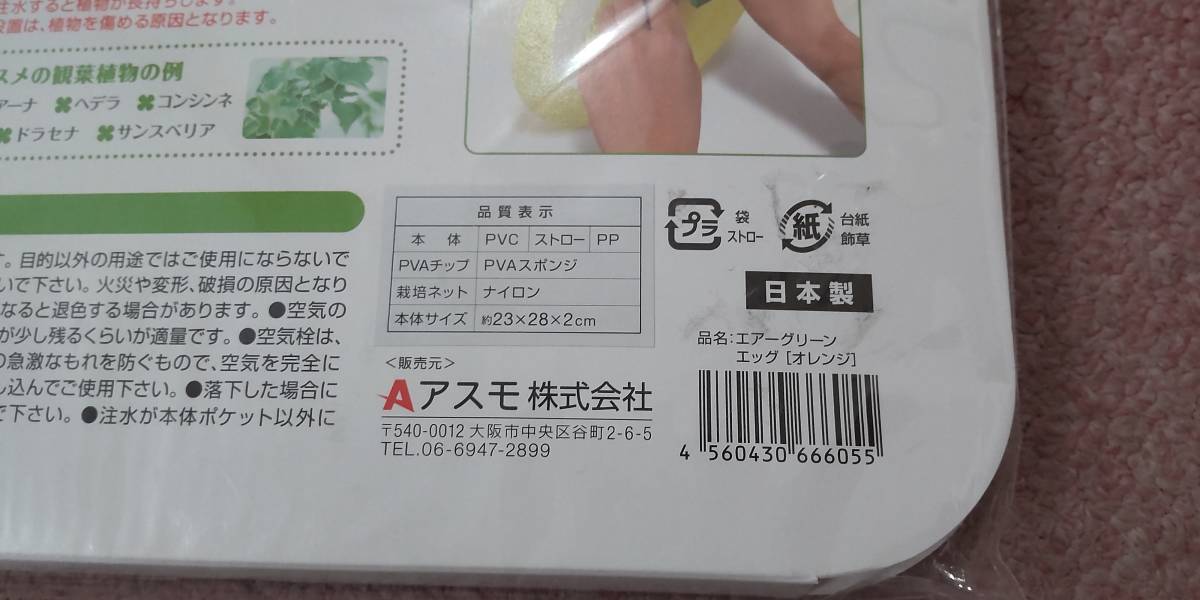 注水すると植物が長持ちします。
設置は、植物を傷める原因となります。
スメの観葉植物の例
アーナ ヘデラ コンシンネ
ドラセナ サンスベリア
す。目的以外の用途ではご使用にならないで
いで下さい。火災や変形、破損の原因となり
なると退色する場合があります。●空気の
が少し残るくらいが適量です。●空気栓は、
の急激なもれを防ぐもので、空気を完全に
し込んでご使用下さい。●落下した場合に
で下さい。●注水が本体ポケット以外に
品質表示
本体 PVC ストロー PP
PVAチップ PVAスポンジ
栽培ネット ナイロン
本体サイズ 約23×28×2cm
<販売元>
Aアスモ株式会社
〒540-0012 大阪市中央区谷町2-6-5
TEL.06-6947-2899
プラ 袋 ストロー
紙 台紙 飾草
日本製
品名:エアーグリーン
エッグ [オレンジ]
4 560430 666055